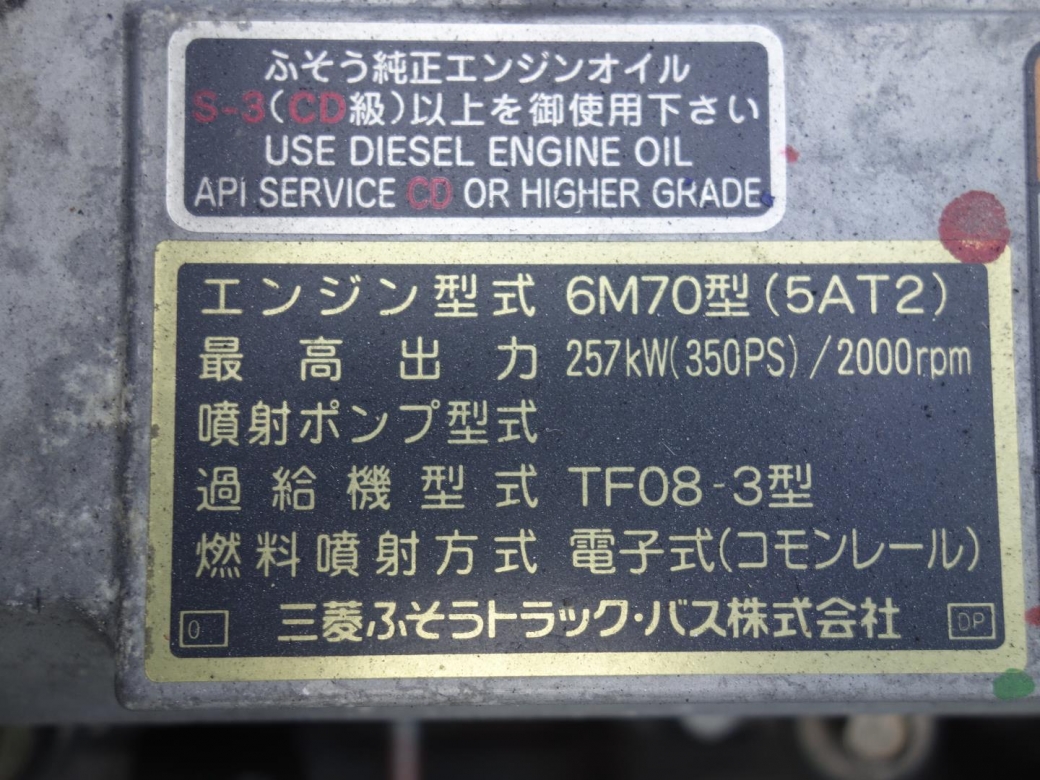 ふそう純正エンジンオイル
S-3(CD級)以上を御使用下さい
USE DIESEL ENGINE OIL
API SERVICE CD OR HIGHER GRADE
エンジン型式 6M70型(5AT2)
最高出力 257kW(350PS)/2000rpm
噴射ポンプ型式
過給機型式 TF08-3型
燃料噴射方式 電子式(コモンレール)
0 三菱ふそうトラック・バス株式会社 DP